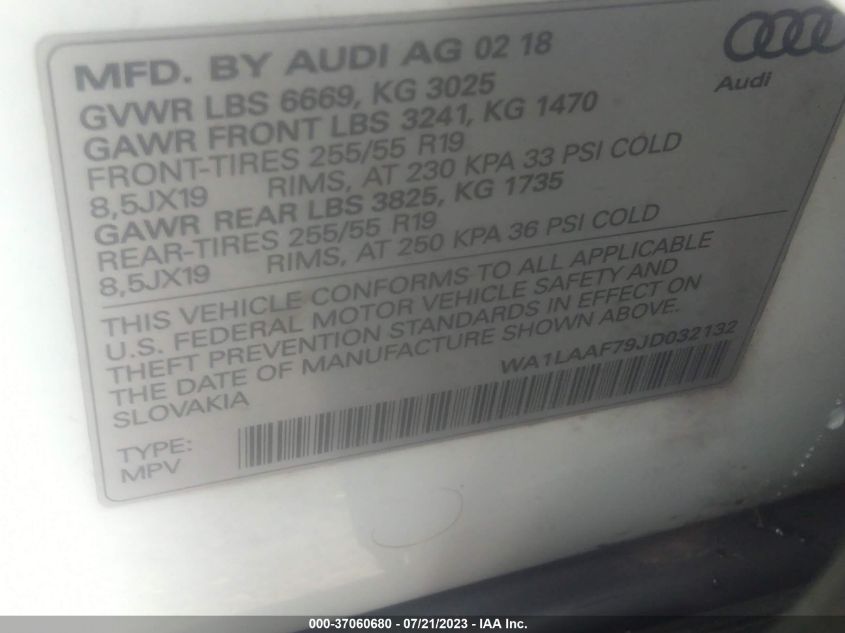 MFD. BY AUDI AG 02 18
Audi
GVWR LBS 6669, KG 3025
GAWR FRONT LBS 3241, KG 1470
FRONT-TIRES 255/55 R19
8,5JX19 RIMS, AT 230 KPA 33 PSI COLD
GAWR REAR LBS 3825, KG 1735
REAR-TIRES 255/55 R19
8,5JX19 RIMS, AT 250 KPA 36 PSI COLD
THIS VEHICLE CONFORMS TO ALL APPLICABLE
U.S. FEDERAL MOTOR VEHICLE SAFETY AND
THEFT PREVENTION STANDARDS IN EFFECT ON
THE DATE OF MANUFACTURE SHOWN ABOVE.
SLOVAKIA WA1LAAF79JD032132
TYPE:
MPV
000-37060680 - 07/21/2023 - IAA Inc.